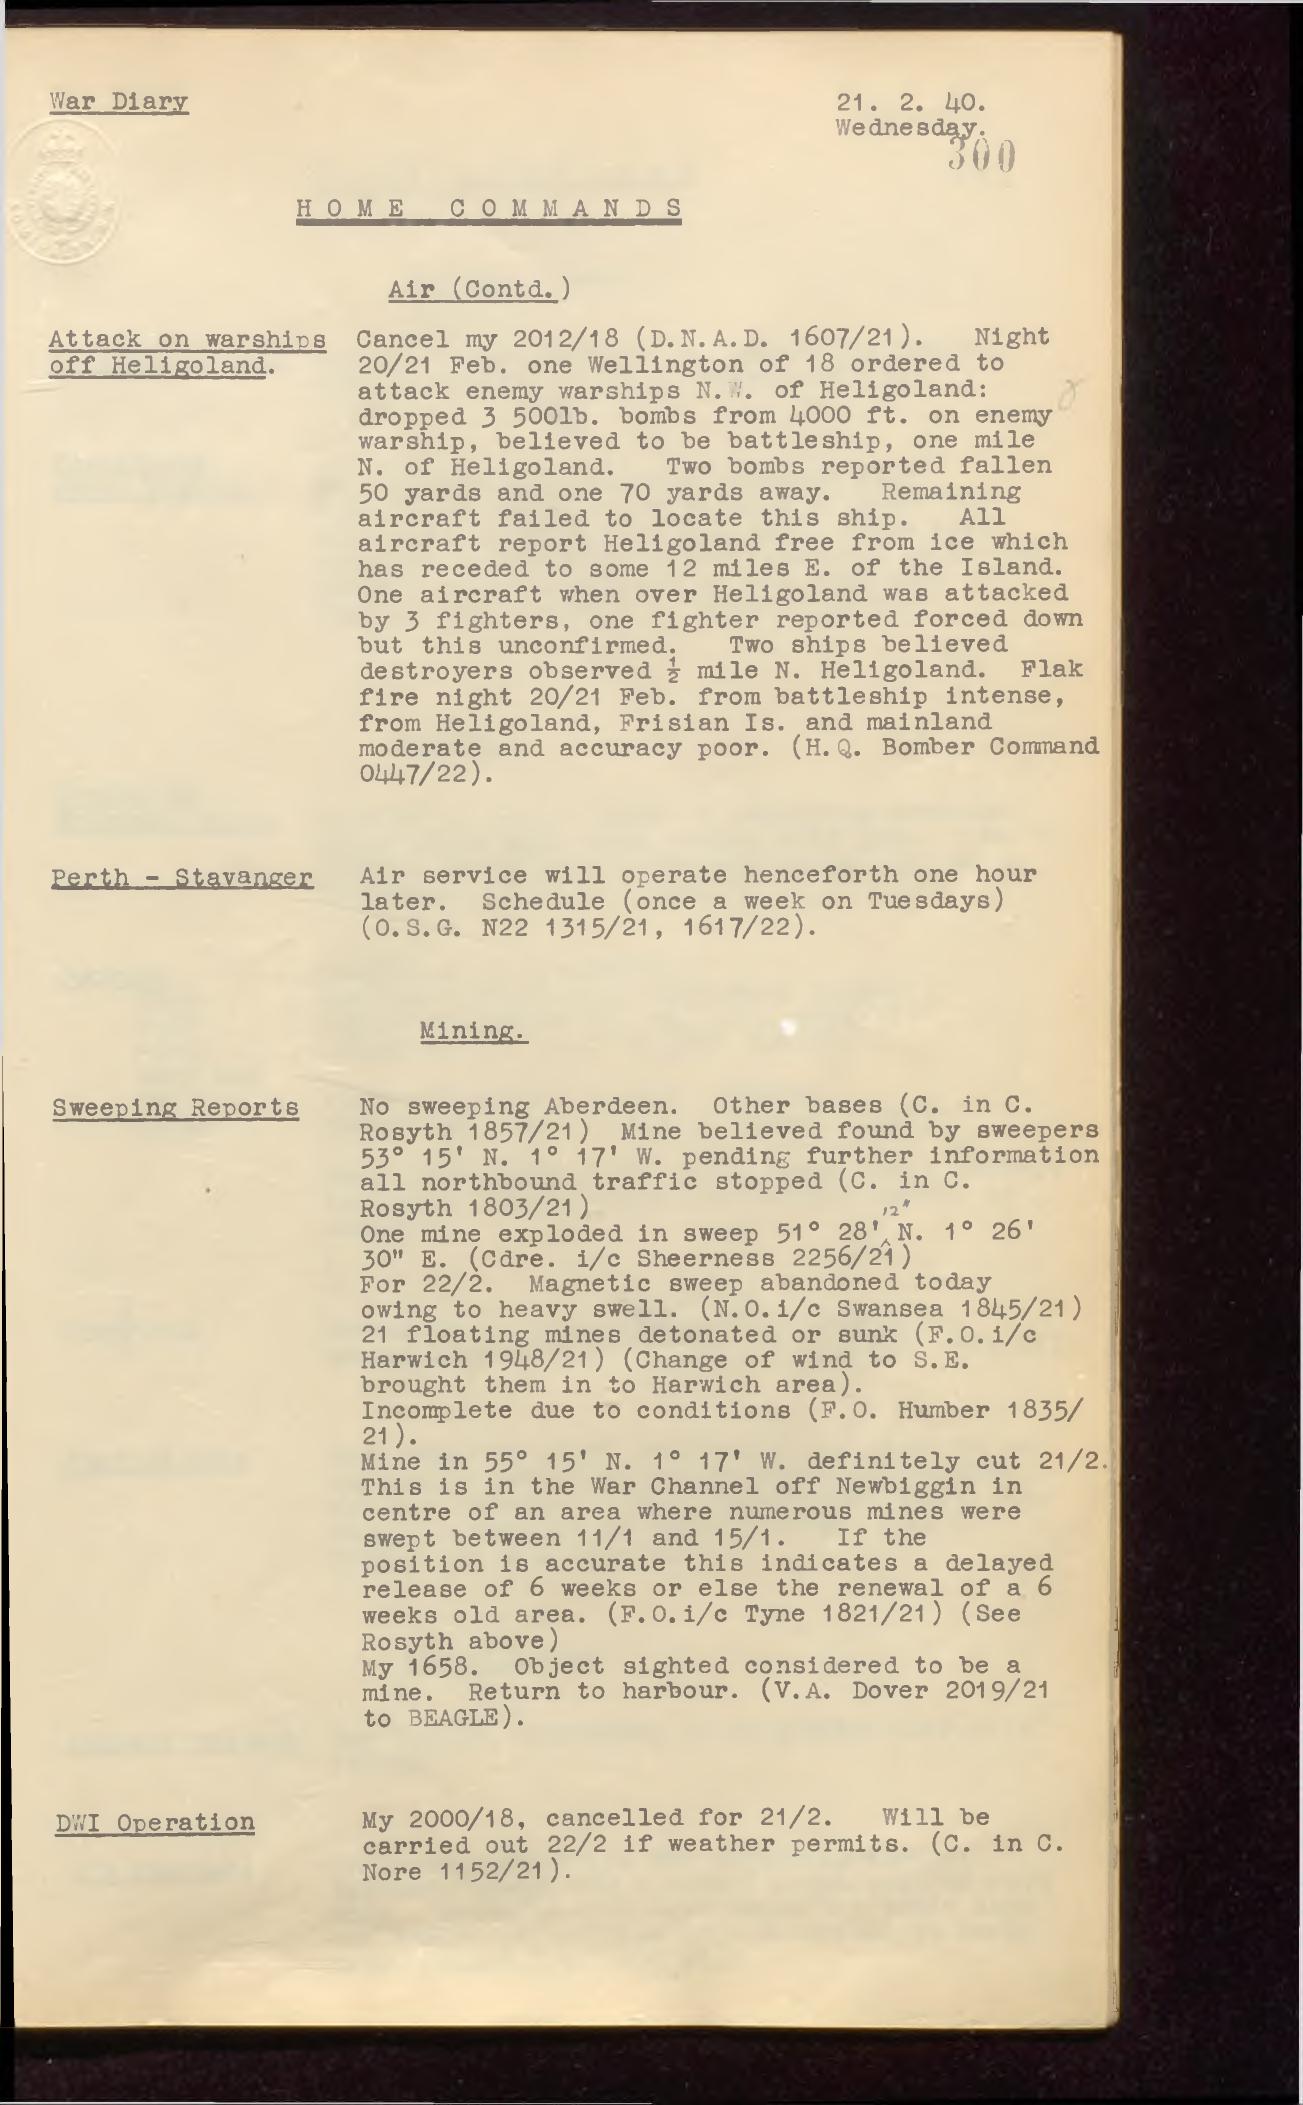 War Diary
21. 2. 40.
Wednesday.
300
HOME COMMANDS
Air (Contd.)
Attack on warships
off Heligoland.
Cancel my 2012/18 (D.N.A.D. 1607/21). Night
20/21 Feb. one Wellington of 18 ordered to
attack enemy warships N.W. of Heligoland:
dropped 3 500lb. bombs from 4000 ft. on enemy
warship, believed to be battleship, one mile
N. of Heligoland. Two bombs reported fallen
50 yards and one 70 yards away. Remaining
aircraft failed to locate this ship. All
aircraft report Heligoland free from ice which
has receded to some 12 miles E. of the Island.
One aircraft when over Heligoland was attacked
by 3 fighters, one fighter reported forced down
but this unconfirmed. Two ships believed
destroyers observed ½ mile N. Heligoland. Flak
fire night 20/21 Feb. from battleship intense,
from Heligoland, Frisian Is. and mainland
moderate and accuracy poor. (H.Q. Bomber Command
0447/22).
Perth - Stavanger
Air service will operate henceforth one hour
later. Schedule (once a week on Tuesdays)
(O.S.G. N22 1315/21, 1617/22).
Mining.
Sweeping Reports
No sweeping Aberdeen. Other bases (C. in C.
Rosyth 1857/21) Mine believed found by sweepers
53° 15' N. 1° 17' W. pending further information
all northbound traffic stopped (C. in C.
Rosyth 1803/21)
One mine exploded in sweep 51° 28' 12" N. 1° 26'
30" E. (Cdre. i/c Sheerness 2256/21)
For 22/2. Magnetic sweep abandoned today
owing to heavy swell. (N.O.i/c Swansea 1845/21)
21 floating mines detonated or sunk (F.O.i/c
Harwich 1948/21) (Change of wind to S.E.
brought them in to Harwich area).
Incomplete due to conditions (F.O. Humber 1835/
21).
Mine in 55° 15' N. 1° 17' W. definitely cut 21/2.
This is in the War Channel off Newbiggin in
centre of an area where numerous mines were
swept between 11/1 and 15/1. If the
position is accurate this indicates a delayed
release of 6 weeks or else the renewal of a 6
weeks old area. (F.O.i/c Tyne 1821/21) (See
Rosyth above)
My 1658. Object sighted considered to be a
mine. Return to harbour. (V.A. Dover 2019/21
to BEAGLE).
DWI Operation
My 2000/18, cancelled for 21/2. Will be
carried out 22/2 if weather permits. (C. in C.
Nore 1152/21).